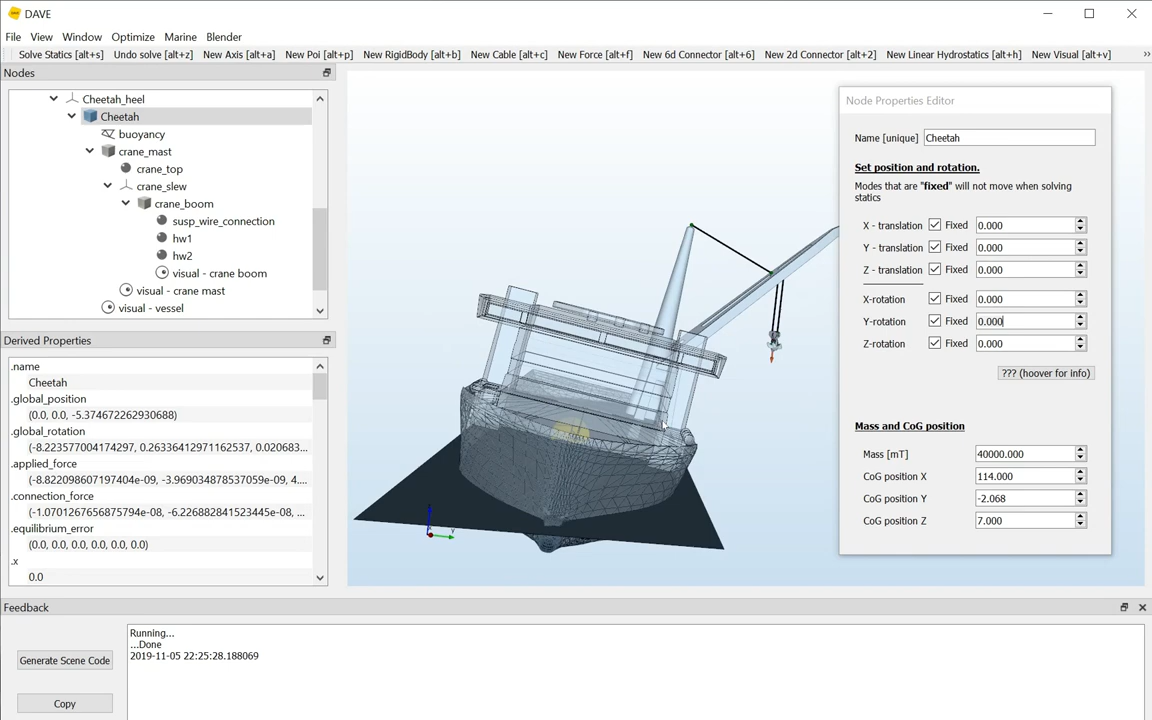 DAVE
File View Window Optimize Marine Blender
Solve Statics [alt+s] Undo solve [alt+z] New Axis [alt+a] New Poi [alt+p] New RigidBody [alt+b] New Cable [alt+c] New Force [alt+f] New 6d Connector [alt+6] New 2d Connector [alt+2] New Linear Hydrostatics [alt+h] New Visual [alt+v] »
Nodes
Cheetah_heel
Cheetah
buoyancy
crane_mast
crane_top
crane_slew
crane_boom
susp_wire_connection
hw1
hw2
visual - crane boom
visual - crane mast
visual - vessel
Derived Properties
.name
Cheetah
.global_position
(0.0, 0.0, -5.374672262930688)
.global_rotation
(-8.223577004174297, 0.26336412971162537, 0.020683...
.applied_force
(-8.822098607197404e-09, -3.969034878537059e-09, 4....
.connection_force
(-1.0701267656875794e-08, -6.226882841523445e-08, ...
.equilibrium_error
(0.0, 0.0, 0.0, 0.0, 0.0, 0.0)
.x
0.0
Node Properties Editor
Name [unique] Cheetah
Set position and rotation.
Modes that are "fixed" will not move when solving
statics
X - translation Fixed 0.000
Y - translation Fixed 0.000
Z - translation Fixed 0.000
X-rotation Fixed 0.000
Y-rotation Fixed 0.000
Z-rotation Fixed 0.000
??? (hoover for info)
Mass and CoG position
Mass [mT] 40000.000
CoG position X 114.000
CoG position Y -2.068
CoG position Z 7.000
Feedback
Generate Scene Code
Copy
Running...
...Done
2019-11-05 22:25:28.188069